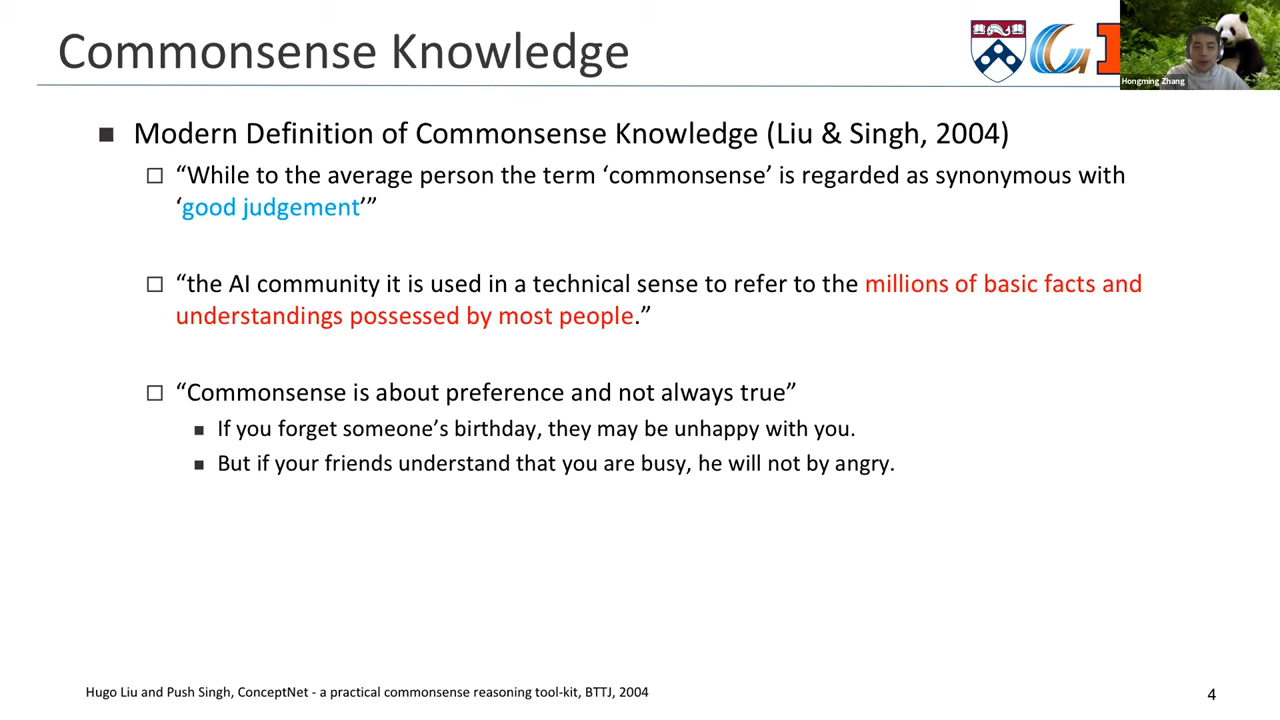 Commonsense Knowledge
Hongming Zhang
Modern Definition of Commonsense Knowledge (Liu & Singh, 2004)
“While to the average person the term ‘commonsense’ is regarded as synonymous with
‘good judgement’”
“the AI community it is used in a technical sense to refer to the millions of basic facts and
understandings possessed by most people.”
“Commonsense is about preference and not always true”
If you forget someone’s birthday, they may be unhappy with you.
But if your friends understand that you are busy, he will not by angry.
Hugo Liu and Push Singh, ConceptNet - a practical commonsense reasoning tool-kit, BTTJ, 2004
4